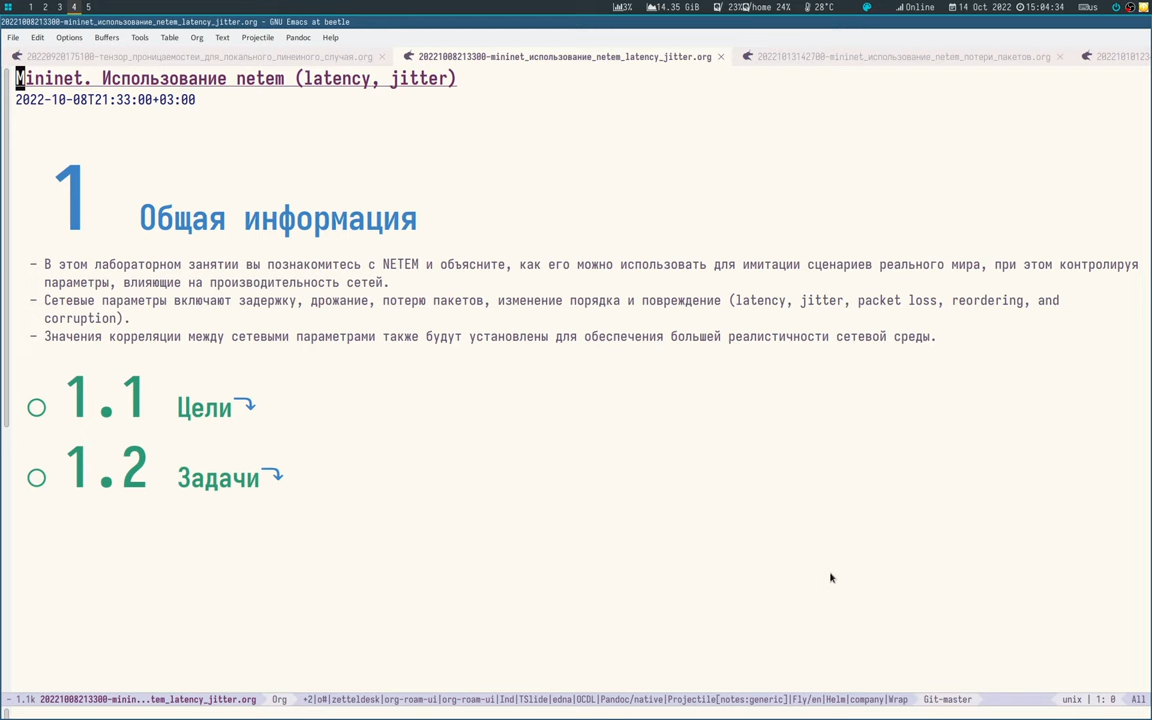 1 2 3 4 5 3% 14.35 GiB 23% /home 24% 28°C Online 14 Oct 2022 15:04:34 us
20221008213300-mininet_использование_netem_latency_jitter.org - GNU Emacs at beetle
File Edit Options Buffers Tools Table Org Text Projectile Pandoc Help
20220920175100-тензор_проницаемостеи_для_локального_линеиного_случая.org × 20221008213300-mininet_использование_netem_latency_jitter.org × 20221013142700-mininet_использование_netem_потери_пакетов.org × 2022101012
Mininet. Использование netem (latency, jitter)
2022-10-08T21:33:00+03:00
1 Общая информация
– В этом лабораторном занятии вы познакомитесь с NETEM и объясните, как его можно использовать для имитации сценариев реального мира, при этом контролируя
параметры, влияющие на производительность сетей.
– Сетевые параметры включают задержку, дрожание, потерю пакетов, изменение порядка и повреждение (latency, jitter, packet loss, reordering, and
corruption).
– Значения корреляции между сетевыми параметрами также будут установлены для обеспечения большей реалистичности сетевой среды.
○ 1.1 Цели⤵
○ 1.2 Задачи⤵
- 1.1k 20221008213300-minin...tem_latency_jitter.org Org +2|o#|zetteldesk|org-roam-ui|org-roam-ui|Ind|TSlide|edna|OCDL|Pandoc/native|Projectile[notes:generic]|Fly/en|Helm|company|Wrap Git-master unix | 1: 0 All